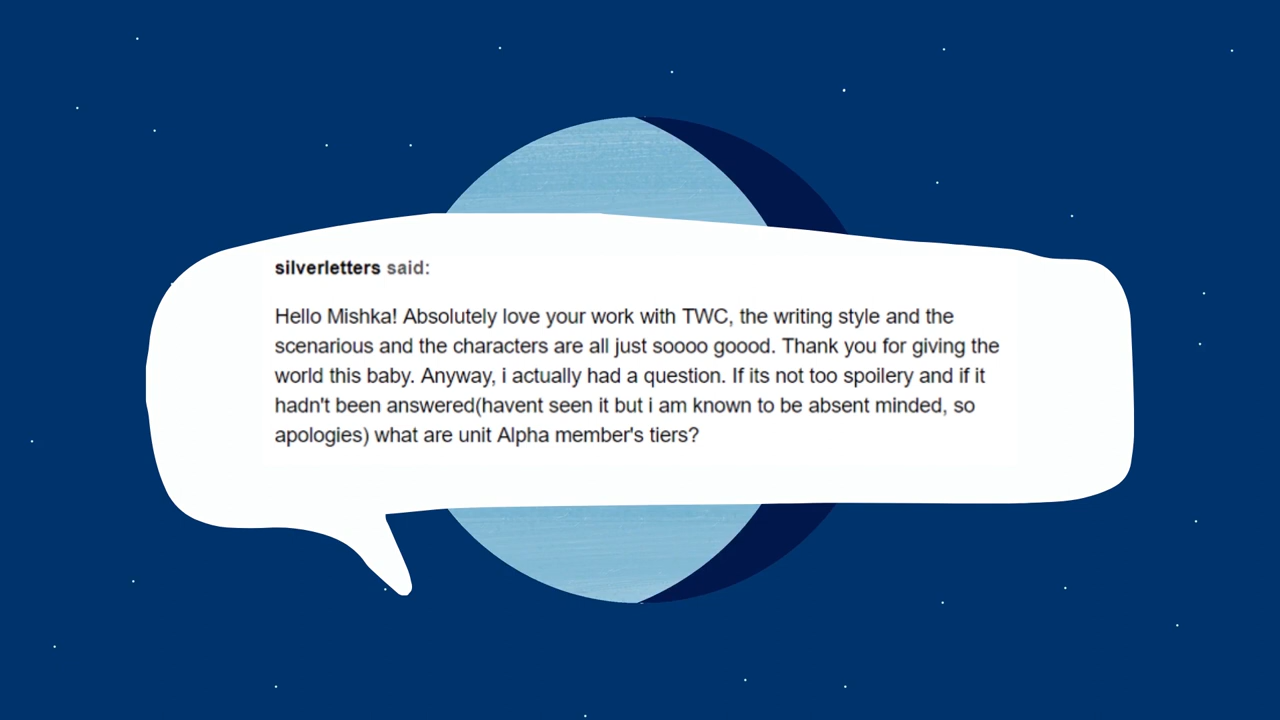 silverletters said:
Hello Mishka! Absolutely love your work with TWC, the writing style and the
scenarious and the characters are all just soooo goood. Thank you for giving the
world this baby. Anyway, i actually had a question. If its not too spoilery and if it
hadn't been answered(havent seen it but i am known to be absent minded, so
apologies) what are unit Alpha member's tiers?